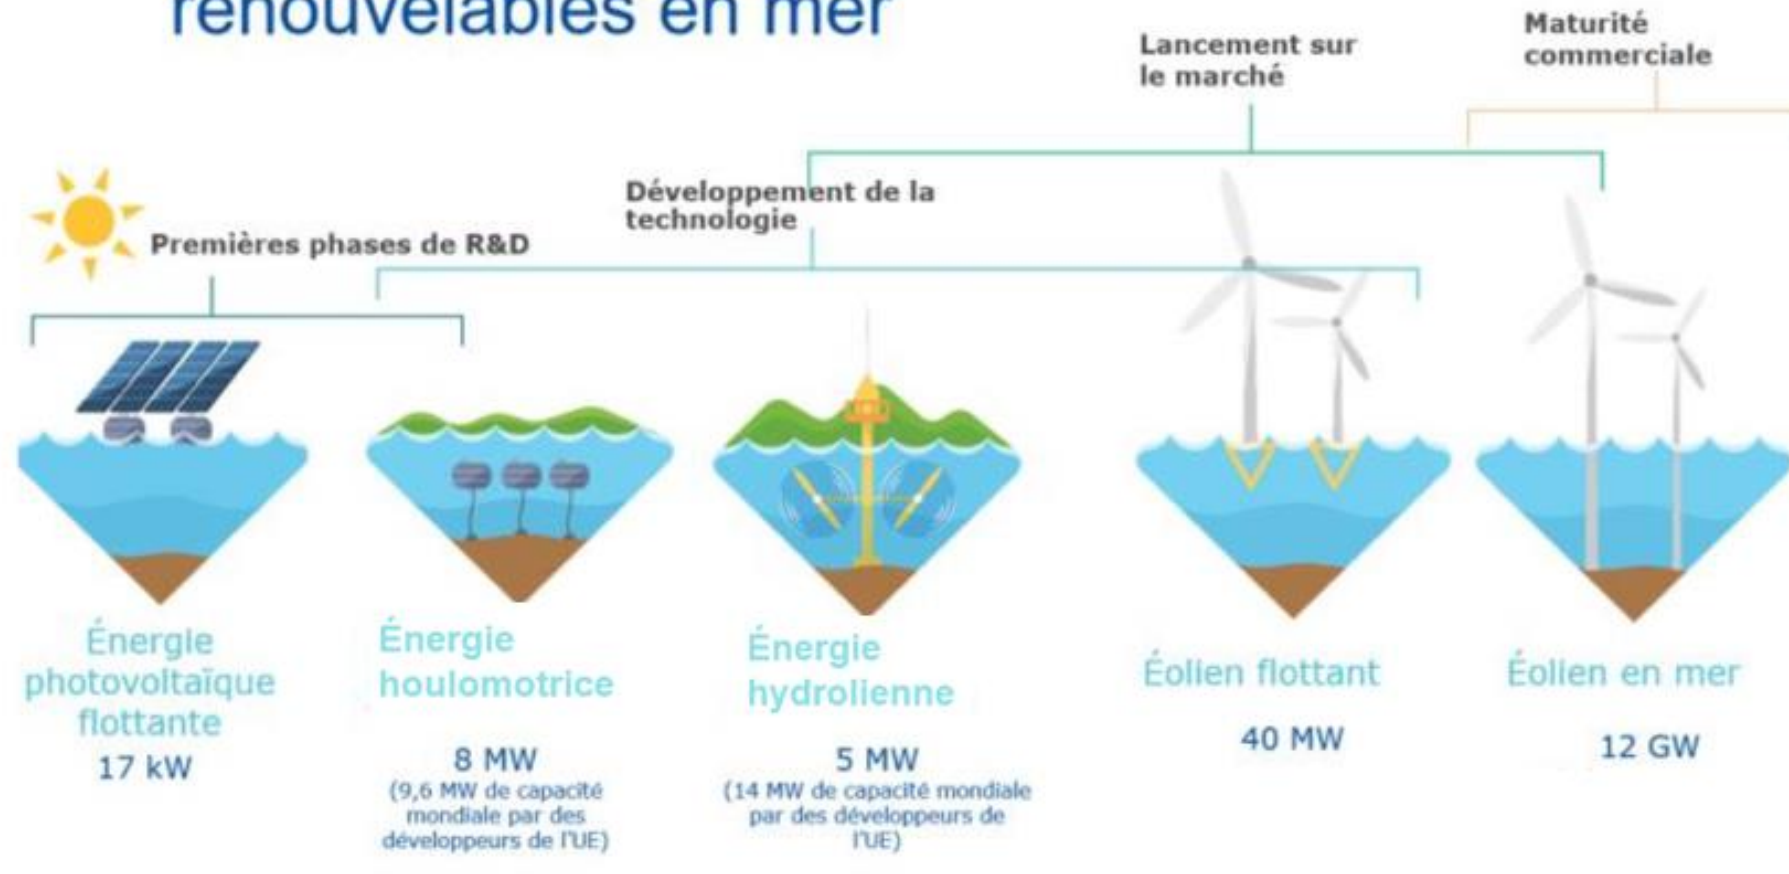 renouvelables en mer
Lancement sur
le marché
Maturité
commerciale
Développement de la
technologie
Premières phases de R&D
Énergie
photovoltaïque
flottante
17 kW
Énergie
houlomotrice
8 MW
(9,6 MW de capacité
mondiale par des
développeurs de l'UE)
Énergie
hydrolienne
5 MW
(14 MW de capacité mondiale
par des développeurs de
l'UE)
Éolien flottant
40 MW
Éolien en mer
12 GW